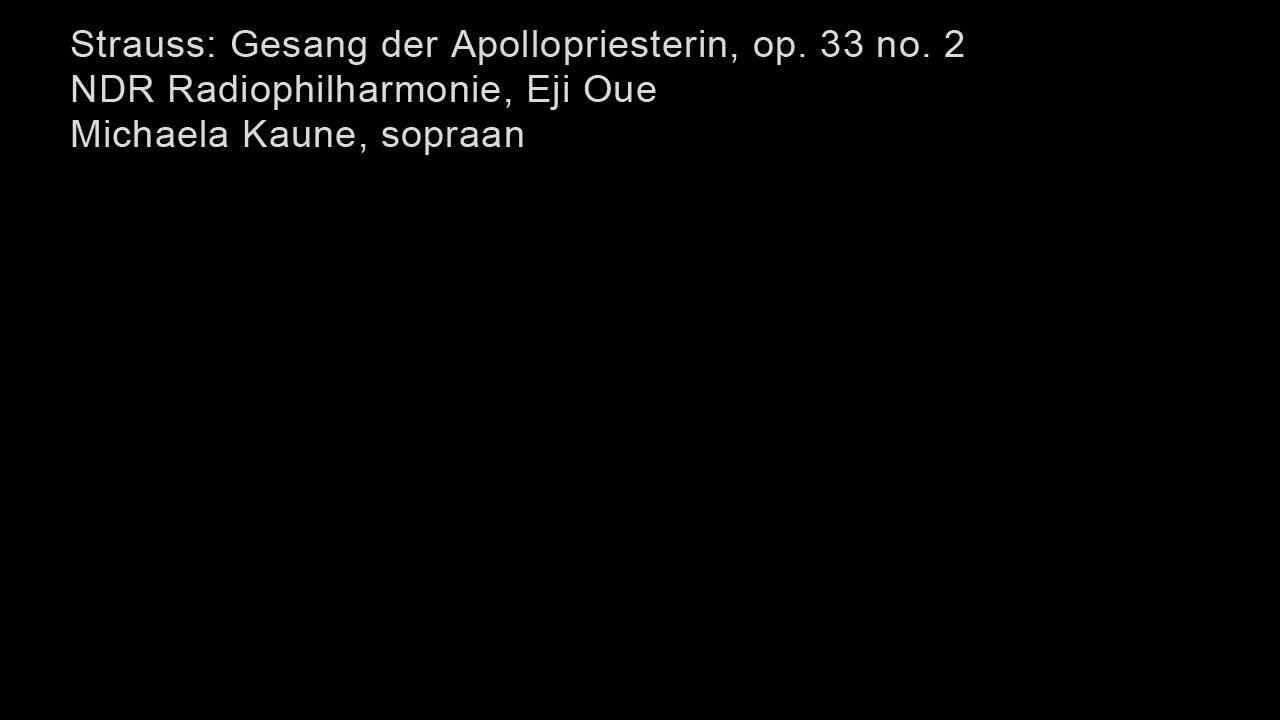 Strauss: Gesang der Apollopriesterin, op. 33 no. 2
NDR Radiophilharmonie, Eji Oue
Michaela Kaune, sopraan